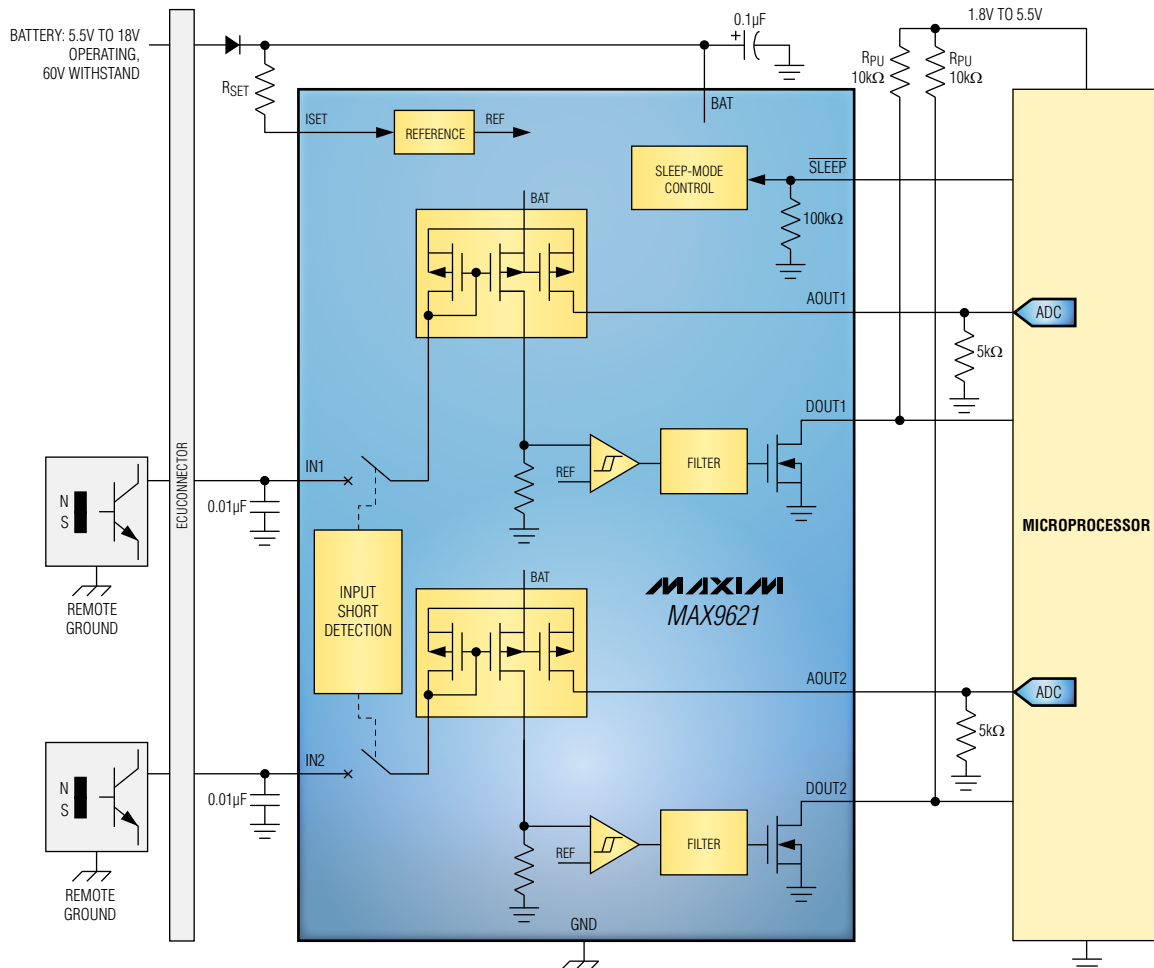 BATTERY: 5.5V TO 18V
OPERATING,
60V WITHSTAND
0.1µF
+
1.8V TO 5.5V
RPU
10kΩ
RPU
10kΩ
RSET
BAT
ISET
REFERENCE
REF
SLEEP-MODE
CONTROL
SLEEP
100kΩ
BAT
AOUT1
ADC
5kΩ
DOUT1
ECUCONNECTOR
N
S
REMOTE
GROUND
0.01µF
IN1
REF
FILTER
MICROPROCESSOR
INPUT
SHORT
DETECTION
BAT
MAXIM
MAX9621
AOUT2
ADC
5kΩ
N
S
REMOTE
GROUND
0.01µF
IN2
DOUT2
REF
FILTER
GND